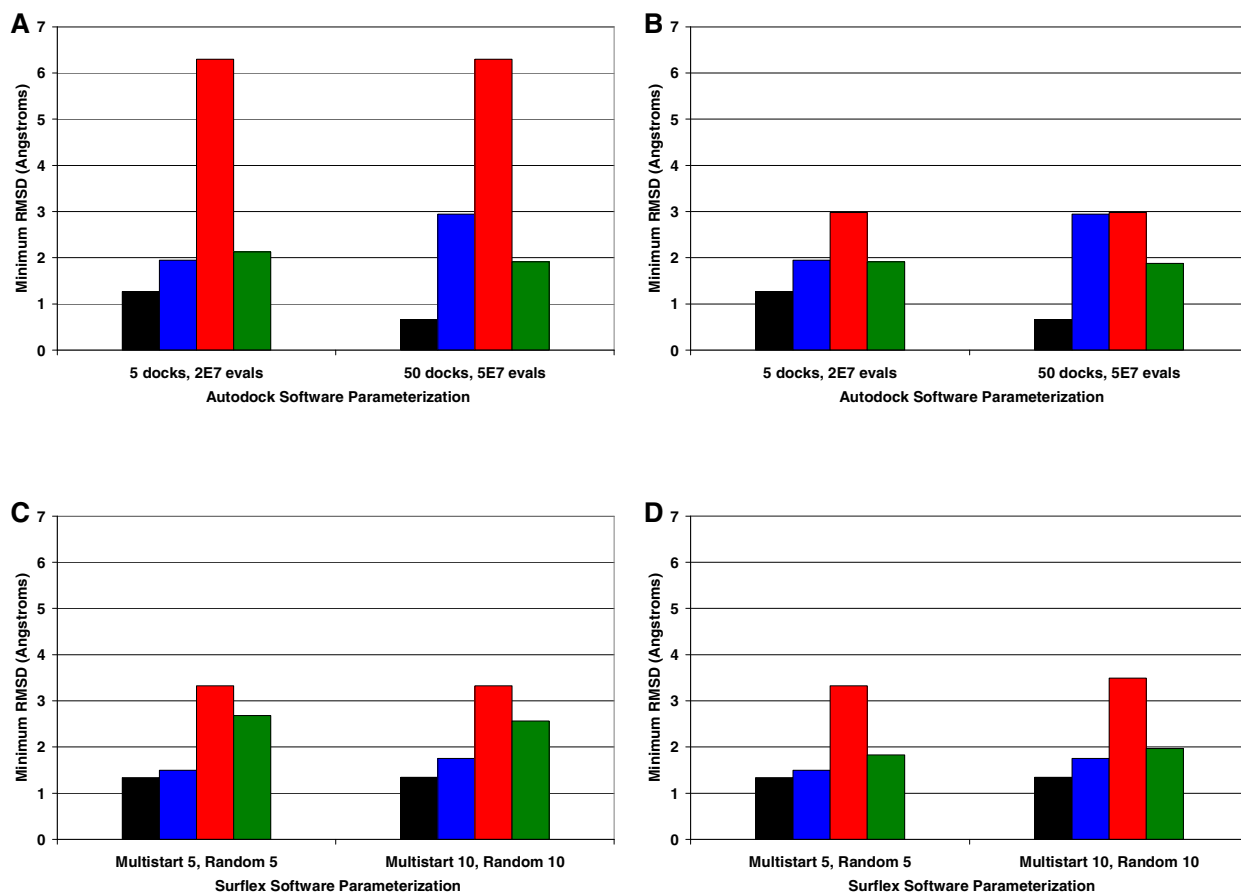 A
Minimum RMSD (Angstroms)
7
6
5
4
3
2
1
0
5 docks, 2E7 evals
50 docks, 5E7 evals
Autodock Software Parameterization
B
Minimum RMSD (Angstroms)
7
6
5
4
3
2
1
0
5 docks, 2E7 evals
50 docks, 5E7 evals
Autodock Software Parameterization
C
Minimum RMSD (Angstroms)
7
6
5
4
3
2
1
0
Multistart 5, Random 5
Multistart 10, Random 10
Surflex Software Parameterization
D
Minimum RMSD (Angstroms)
7
6
5
4
3
2
1
0
Multistart 5, Random 5
Multistart 10, Random 10
Surflex Software Parameterization